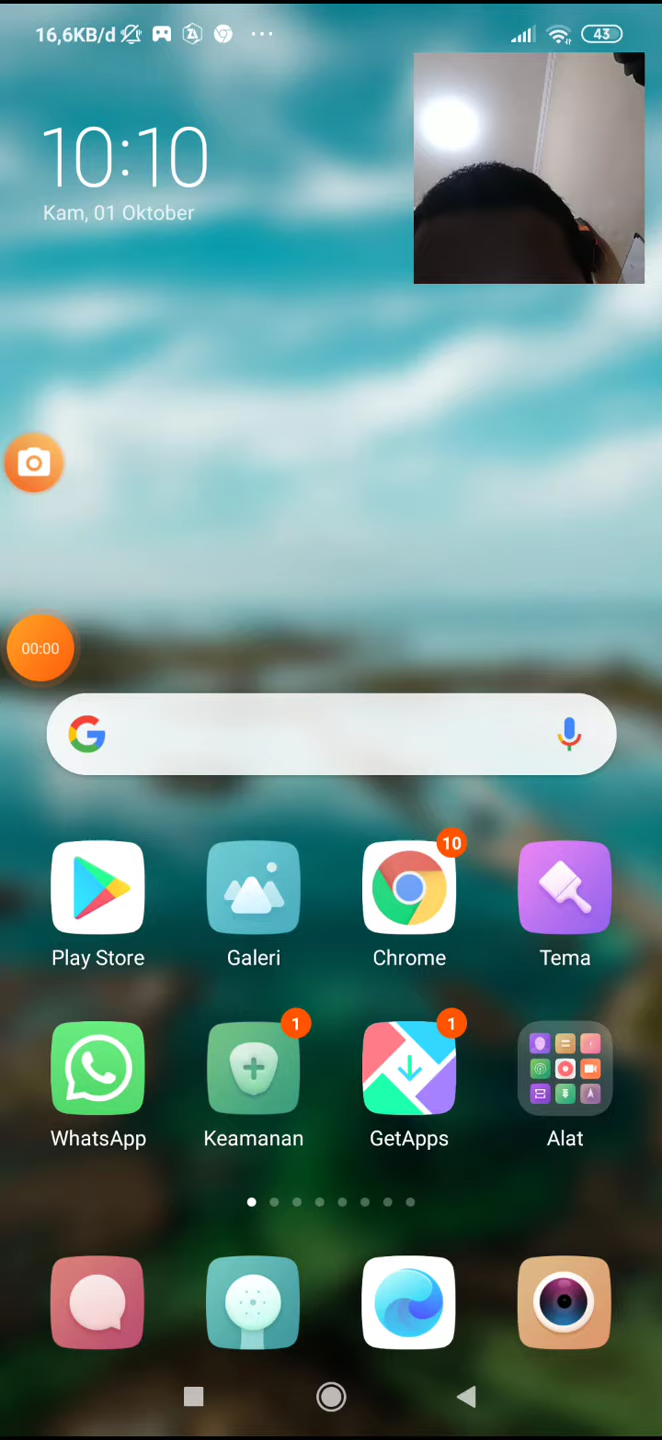 16,6KB/d
43
10:10
Kam, 01 Oktober
00:00
10
Play Store
Galeri
Chrome
Tema
1
1
WhatsApp
Keamanan
GetApps
Alat